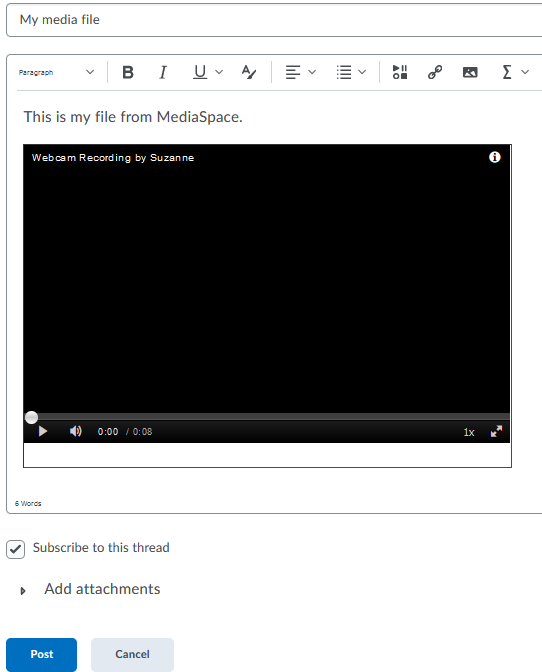 My media file
Paragraph B I U A Σ
This is my file from MediaSpace.
Webcam Recording by Suzanne
0:00 / 0:08 1x
6 Words
Subscribe to this thread
Add attachments
Post Cancel